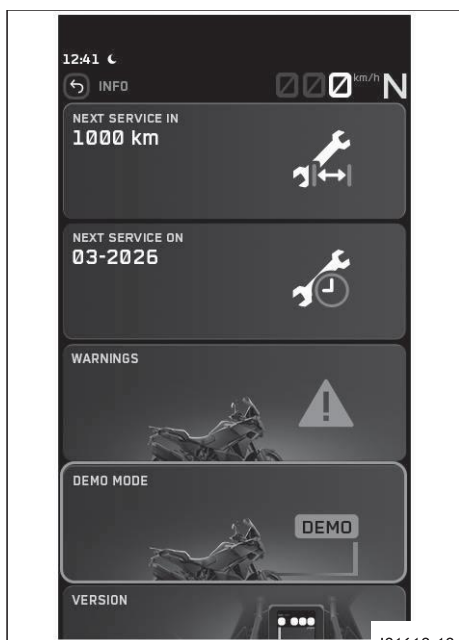 12:41
INFO
000 km/h N
NEXT SERVICE IN
1000 km
NEXT SERVICE ON
03-2026
WARNINGS
DEMO MODE
DEMO
VERSION